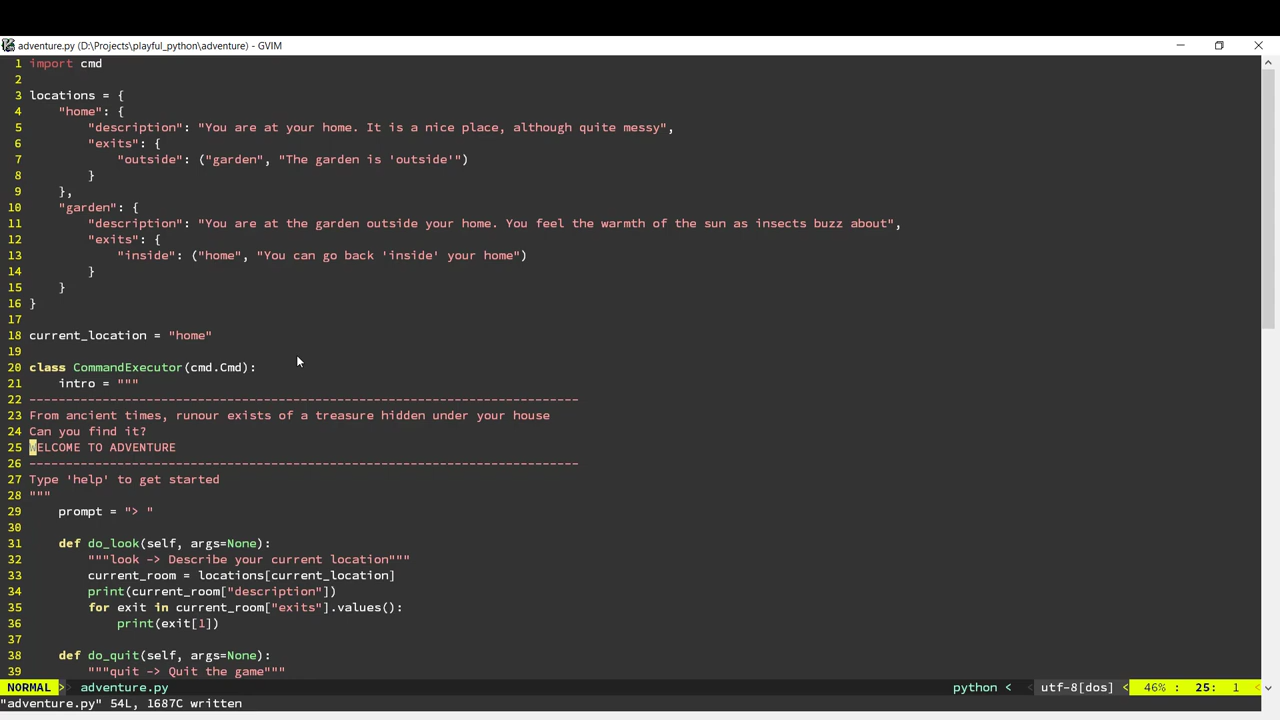 adventure.py (D:\Projects\playful_python\adventure) - GVIM
1 import cmd
2
3 locations = {
4     "home": {
5         "description": "You are at your home. It is a nice place, although quite messy",
6         "exits": {
7             "outside": ("garden", "The garden is 'outside'")
8         }
9     },
10     "garden": {
11         "description": "You are at the garden outside your home. You feel the warmth of the sun as insects buzz about",
12         "exits": {
13             "inside": ("home", "You can go back 'inside' your home")
14         }
15     }
16 }
17
18 current_location = "home"
19
20 class CommandExecutor(cmd.Cmd):
21     intro = """
22 ---------------------------------------------------------------------------
23 From ancient times, runour exists of a treasure hidden under your house
24 Can you find it?
25 WELCOME TO ADVENTURE
26 ---------------------------------------------------------------------------
27 Type 'help' to get started
28 """
29     prompt = "> "
30
31     def do_look(self, args=None):
32         """look -> Describe your current location"""
33         current_room = locations[current_location]
34         print(current_room["description"])
35         for exit in current_room["exits"].values():
36             print(exit[1])
37
38     def do_quit(self, args=None):
39         """quit -> Quit the game"""
NORMAL > adventure.py python < < utf-8[dos] < 46% : 25: 1 <
"adventure.py" 54L, 1687C written